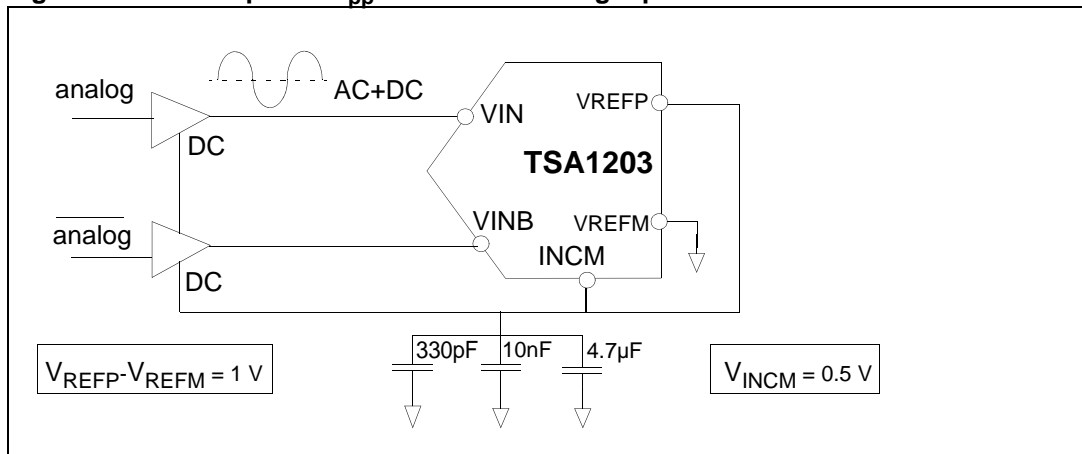 analog
AC+DC
VIN
VREFP
DC
TSA1203
analog
VINB
VREFM
INCM
DC
330pF 10nF 4.7µF
VREFP-VREFM = 1 V
VINCM = 0.5 V